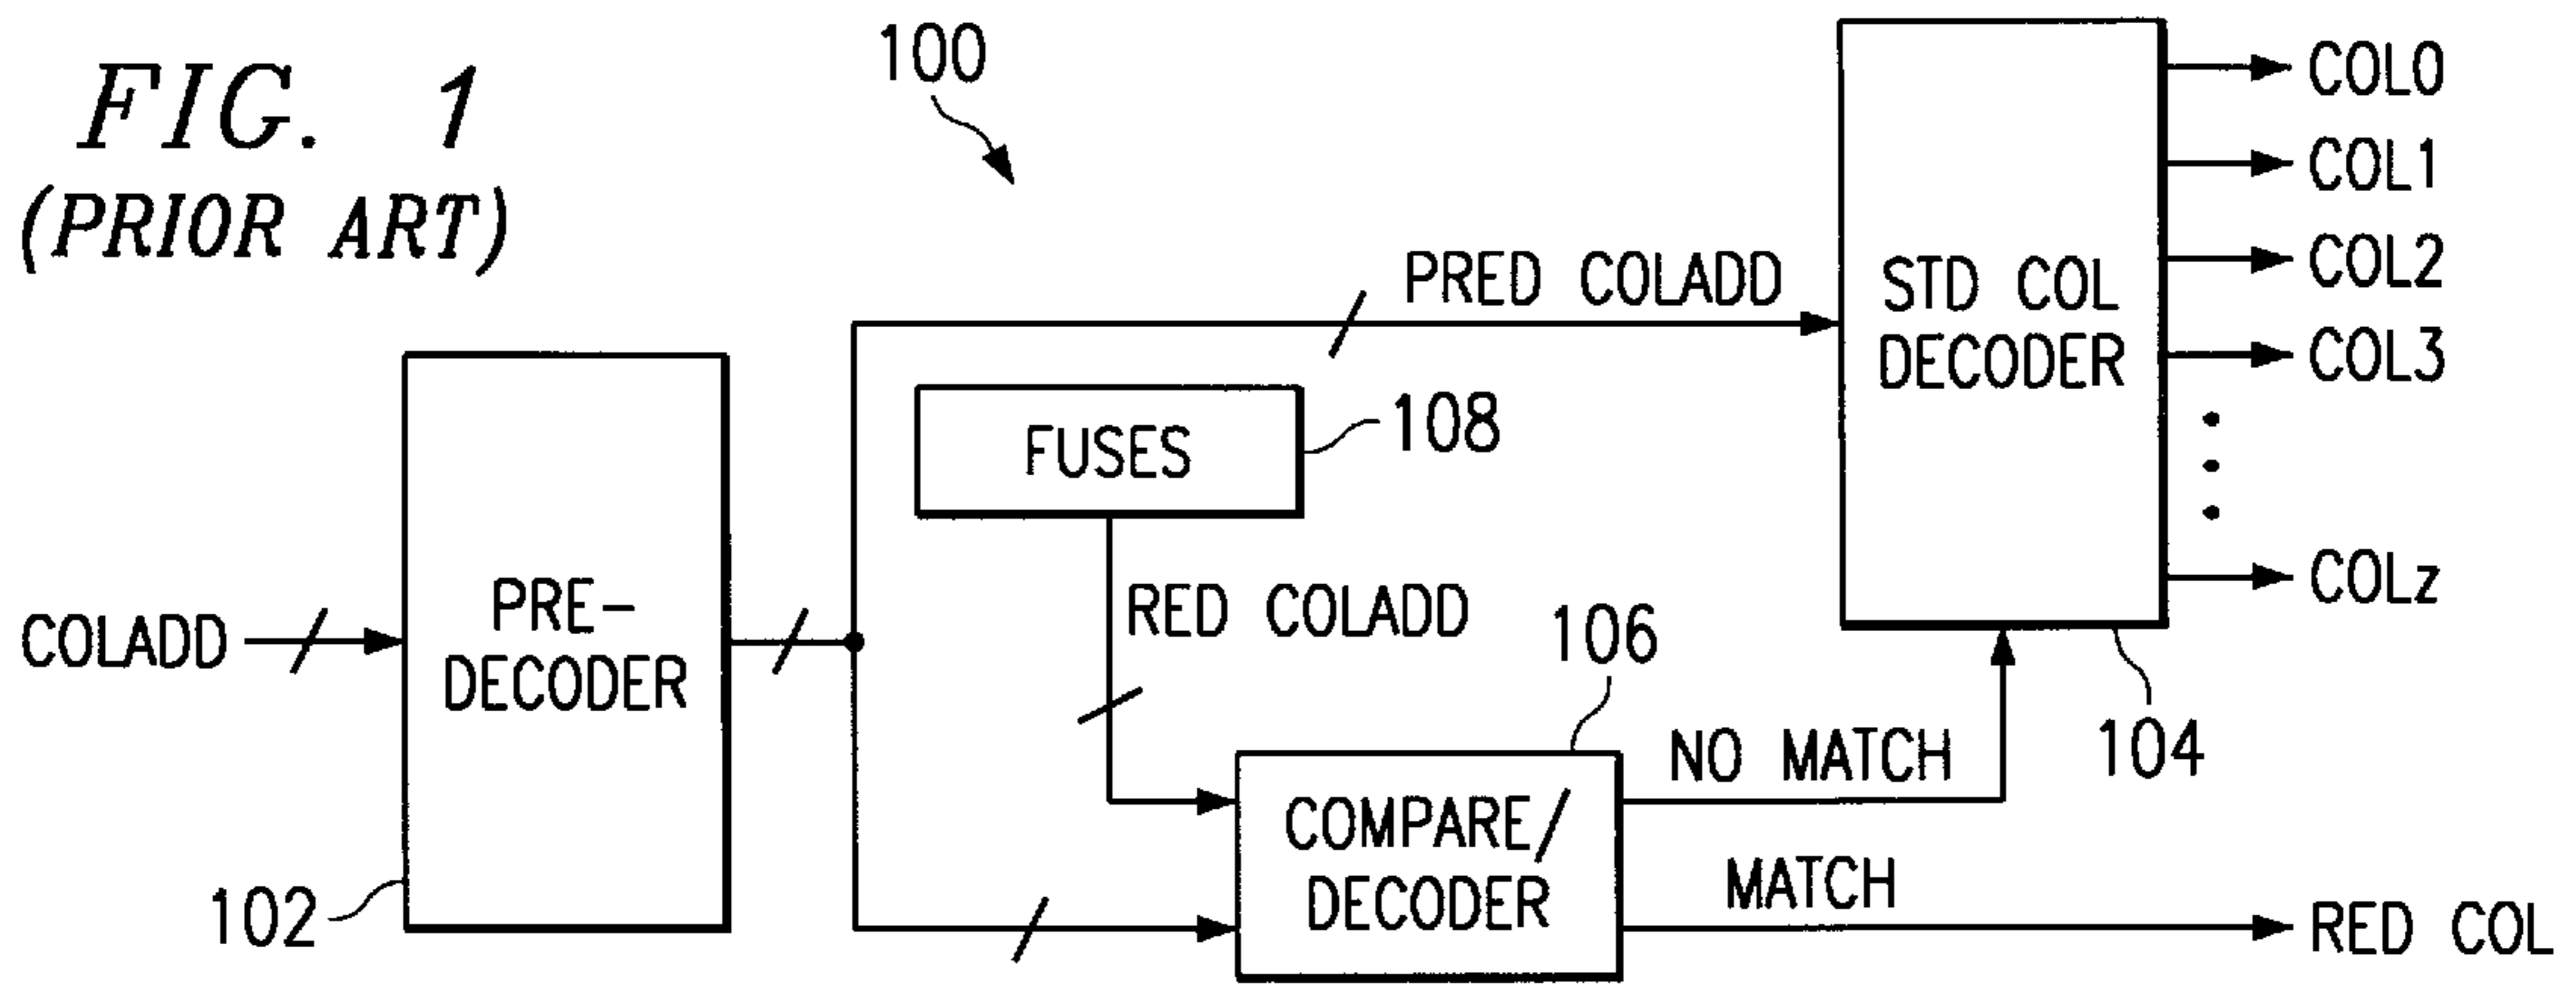 FIG. 1
(PRIOR ART)
100
COL0
COL1
COL2
COL3
COLz
PRED COLADD
STD COL
DECODER
FUSES
108
COLADD
PRE-
DECODER
RED COLADD
106
104
NO MATCH
COMPARE/
DECODER
MATCH
102
RED COL